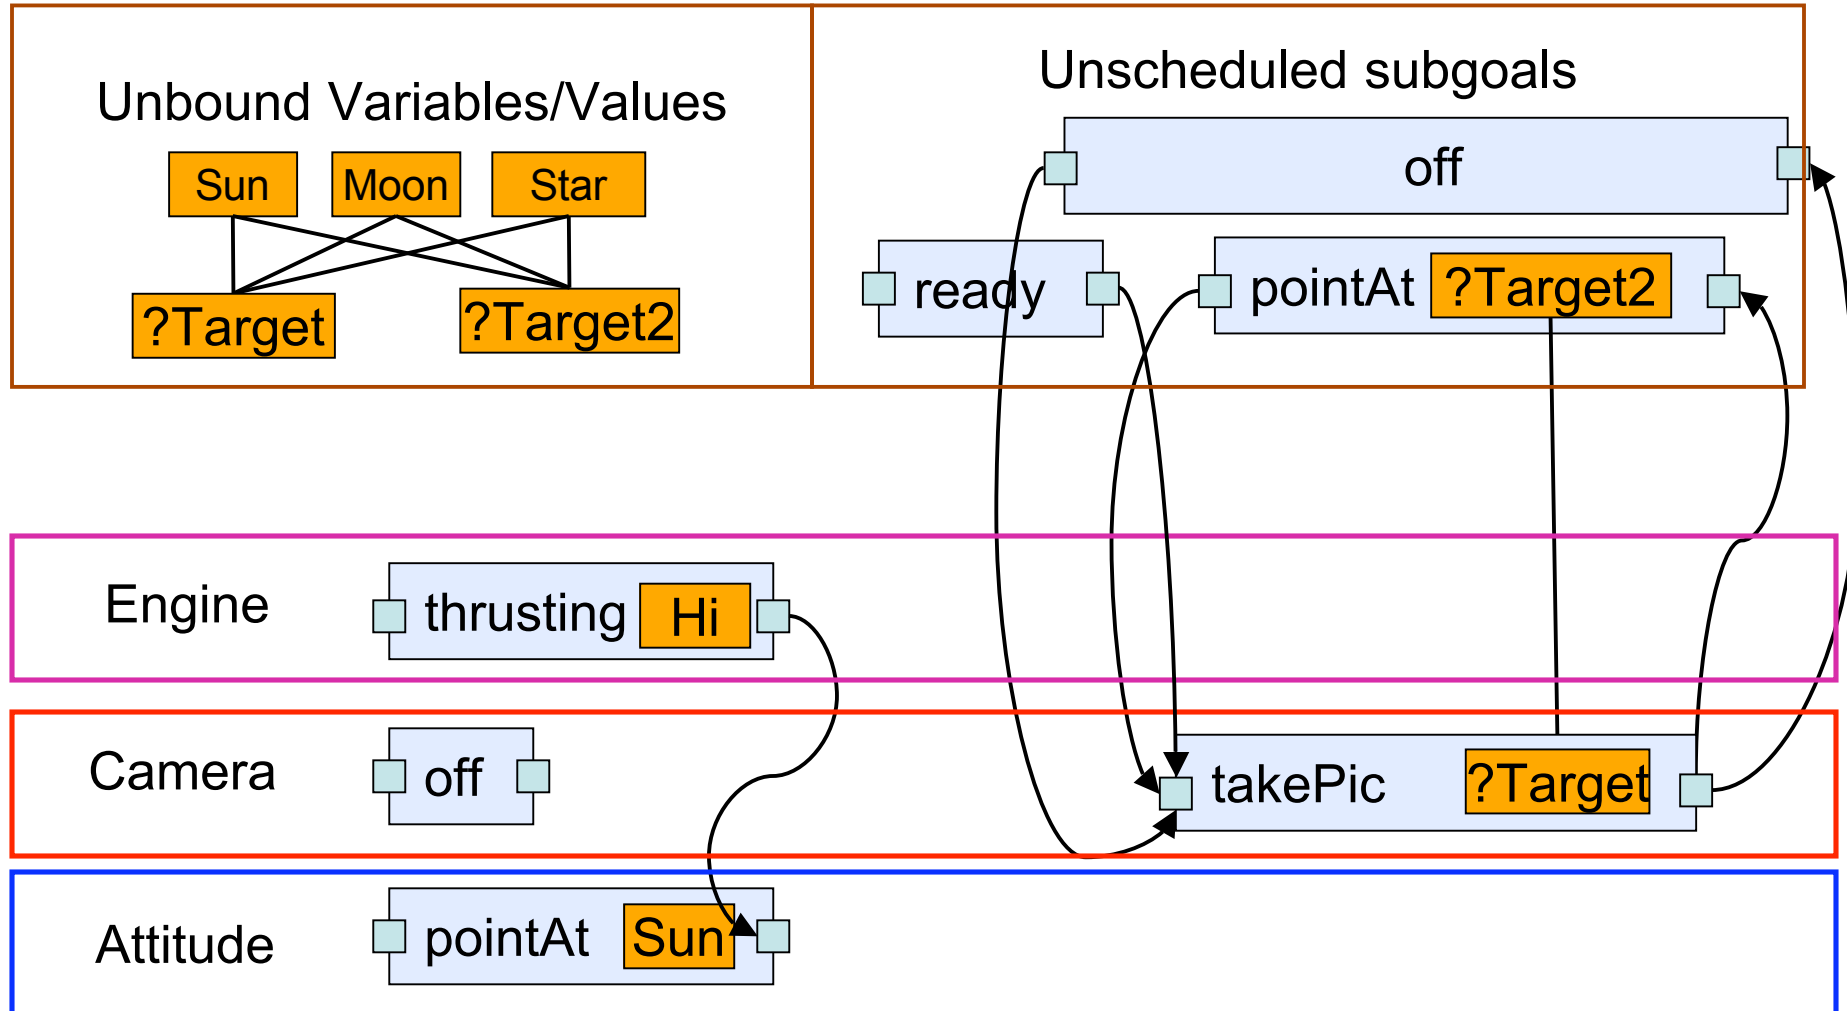 Unbound Variables/Values
Sun Moon Star
?Target ?Target2
Unscheduled subgoals
off
ready pointAt ?Target2
Engine thrusting Hi
Camera off takePic ?Target
Attitude pointAt Sun